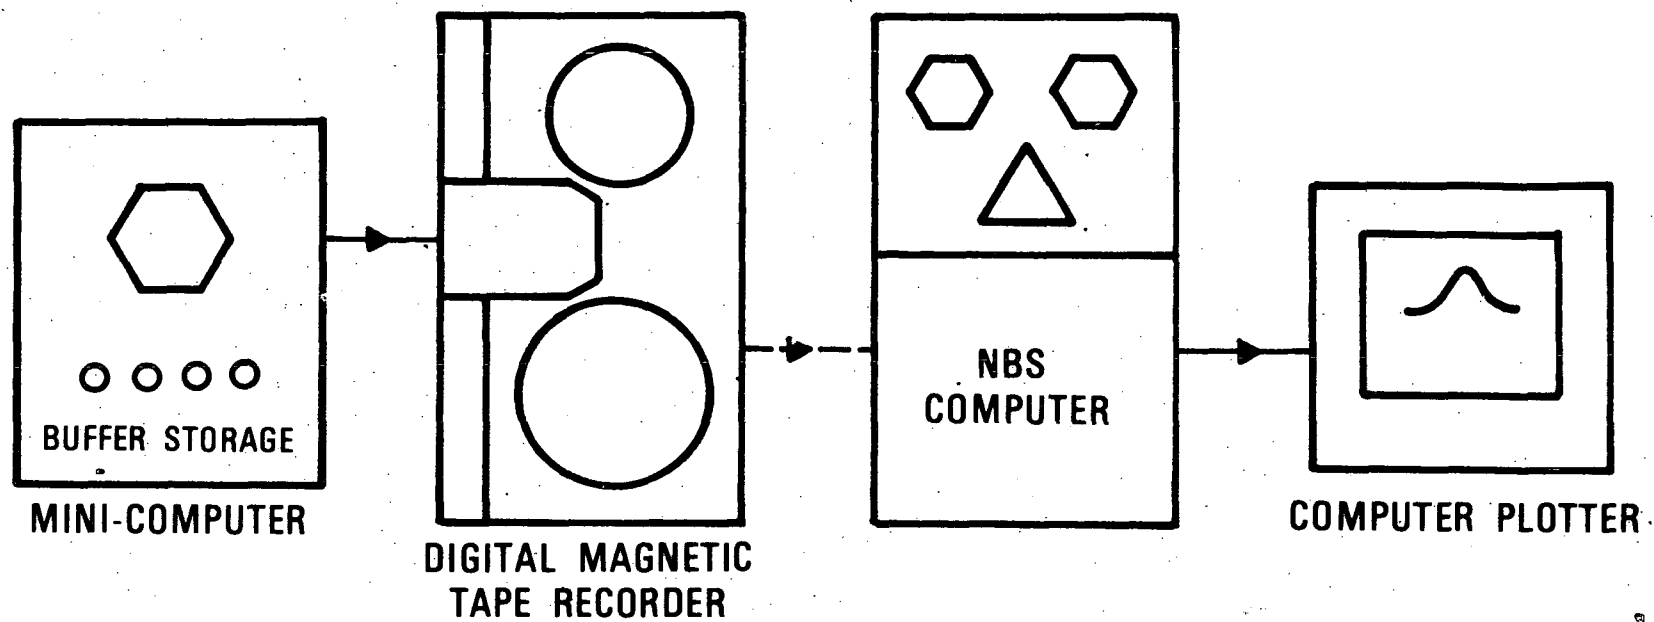 BUFFER STORAGE
MINI-COMPUTER
DIGITAL MAGNETIC
TAPE RECORDER
NBS
COMPUTER
COMPUTER PLOTTER